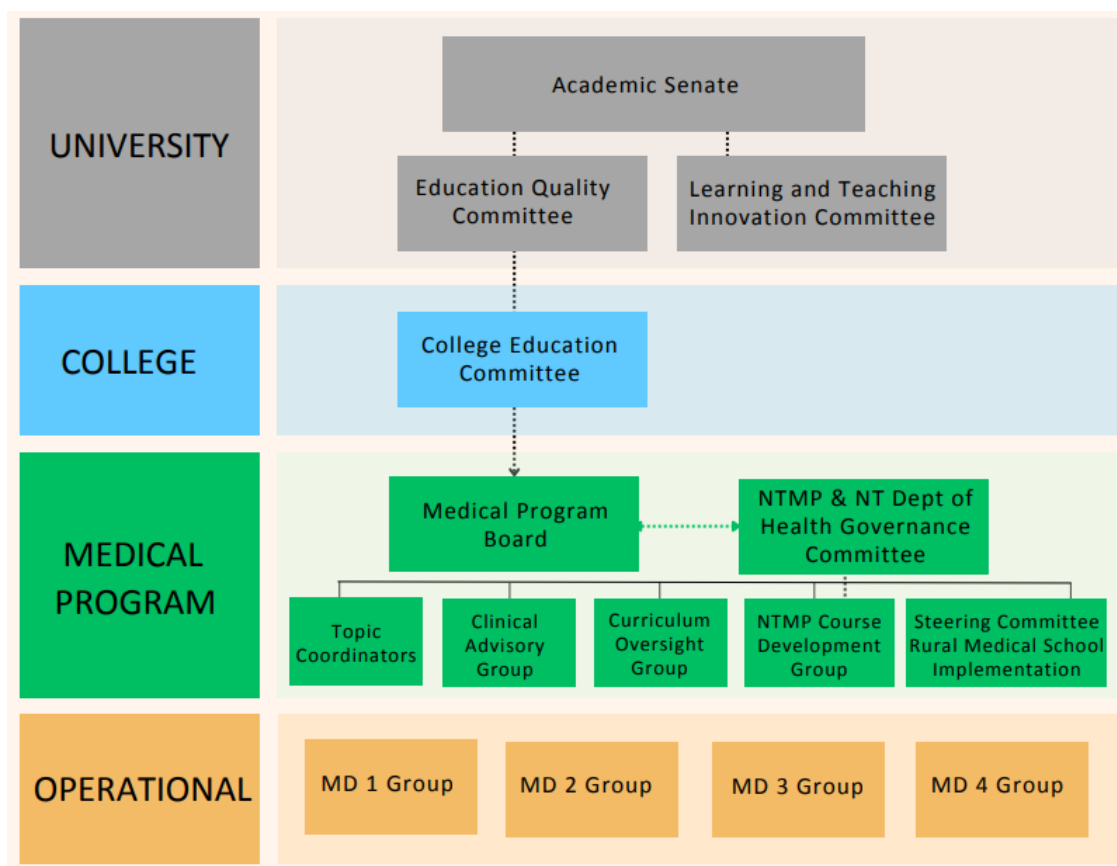 UNIVERSITY
Academic Senate
Education Quality
Committee
Learning and Teaching
Innovation Committee
COLLEGE
College Education
Committee
MEDICAL
PROGRAM
Medical Program
Board
NTMP & NT Dept of
Health Governance
Committee
Topic
Coordinators
Clinical
Advisory
Group
Curriculum
Oversight
Group
NTMP Course
Development
Group
Steering Committee
Rural Medical School
Implementation
OPERATIONAL
MD 1 Group
MD 2 Group
MD 3 Group
MD 4 Group